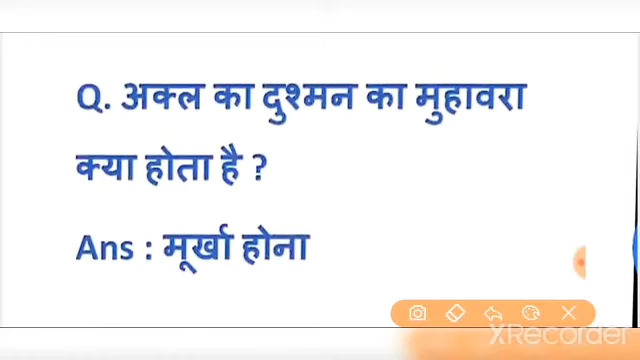 Q. अक्ल का दुश्मन का मुहावरा
क्या होता है ?
Ans : मूर्खा होना
XRecorder